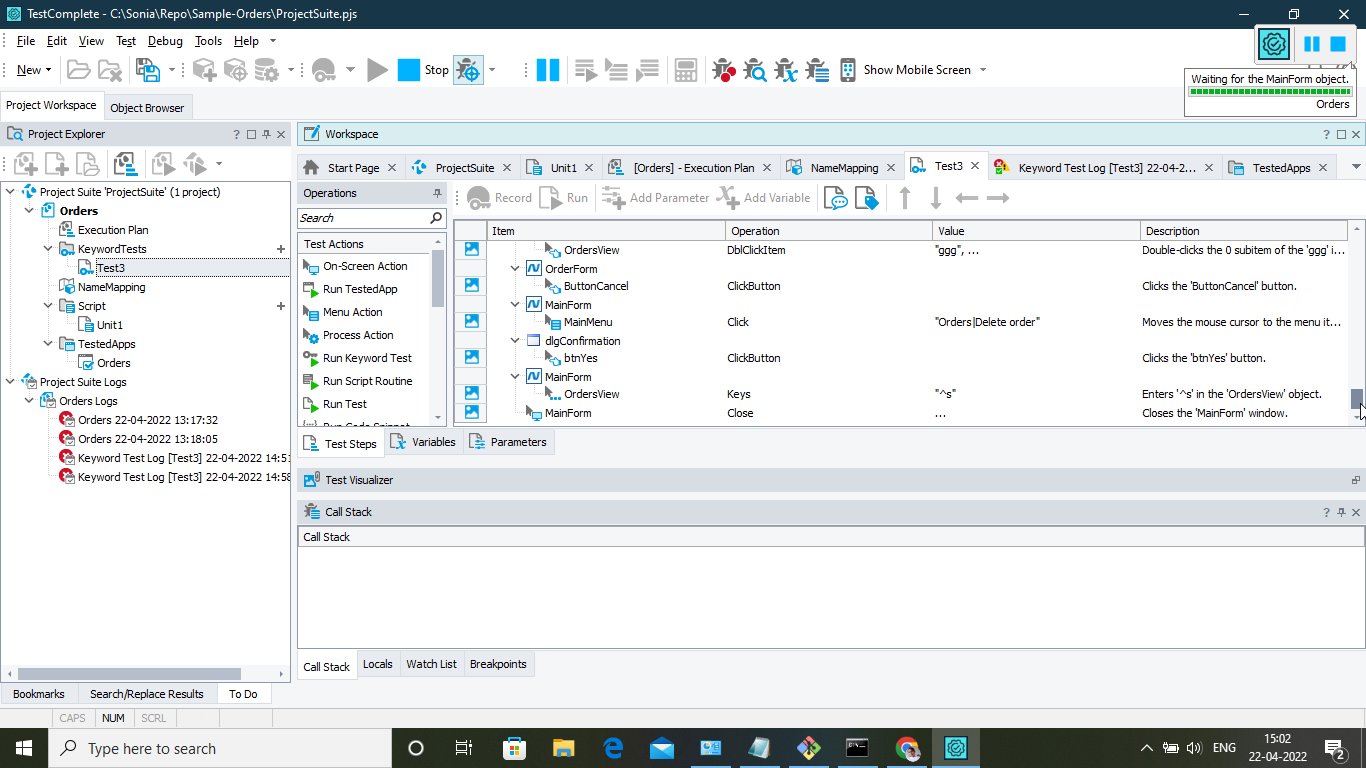 TestComplete - C:\Sonia\Repo\Sample-Orders\ProjectSuite.pjs
File Edit View Test Debug Tools Help
New
Stop
Show Mobile Screen
Waiting for the MainForm object.
Orders
Project Workspace
Object Browser
Project Explorer
Workspace
Start Page
ProjectSuite
Unit1
[Orders] - Execution Plan
NameMapping
Test3
Keyword Test Log [Test3] 22-04-2...
TestedApps
Project Suite 'ProjectSuite' (1 project)
Orders
Execution Plan
KeywordTests
Test3
NameMapping
Script
Unit1
TestedApps
Orders
Project Suite Logs
Orders Logs
Orders 22-04-2022 13:17:32
Orders 22-04-2022 13:18:05
Keyword Test Log [Test3] 22-04-2022 14:51
Keyword Test Log [Test3] 22-04-2022 14:58
Operations
Search
Test Actions
On-Screen Action
Run TestedApp
Menu Action
Process Action
Run Keyword Test
Run Script Routine
Run Test
Run Code Snippet
Record Run Add Parameter Add Variable
Item Operation Value Description
OrdersView DblClickItem "ggg", ... Double-clicks the 0 subitem of the 'ggg' i...
OrderForm
ButtonCancel ClickButton Clicks the 'ButtonCancel' button.
MainForm
MainMenu Click "Orders|Delete order" Moves the mouse cursor to the menu it...
dlgConfirmation
btnYes ClickButton Clicks the 'btnYes' button.
MainForm
OrdersView Keys "^s" Enters '^s' in the 'OrdersView' object.
MainForm Close ... Closes the 'MainForm' window.
Test Steps Variables Parameters
Test Visualizer
Call Stack
Call Stack
Call Stack Locals Watch List Breakpoints
Bookmarks Search/Replace Results To Do
CAPS NUM SCRL
Type here to search
ENG
15:02
22-04-2022
2